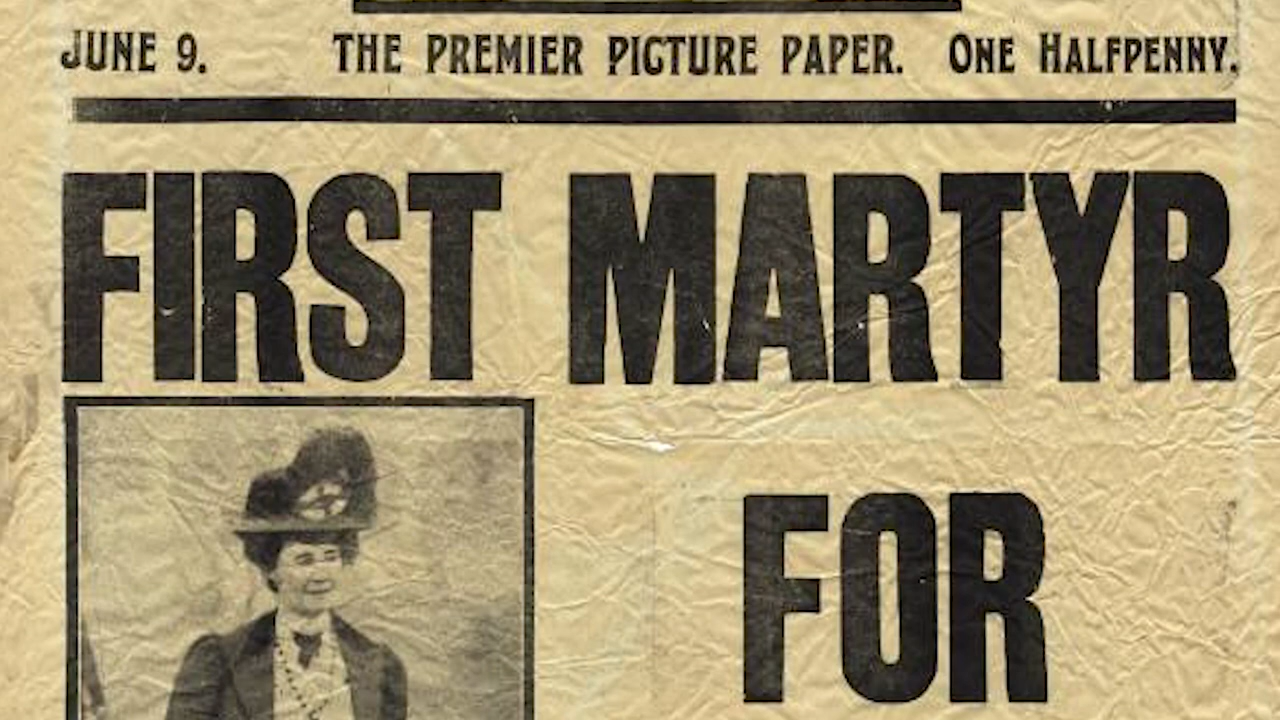 JUNE 9. THE PREMIER PICTURE PAPER. ONE HALFPENNY.
FIRST MARTYR
FOR